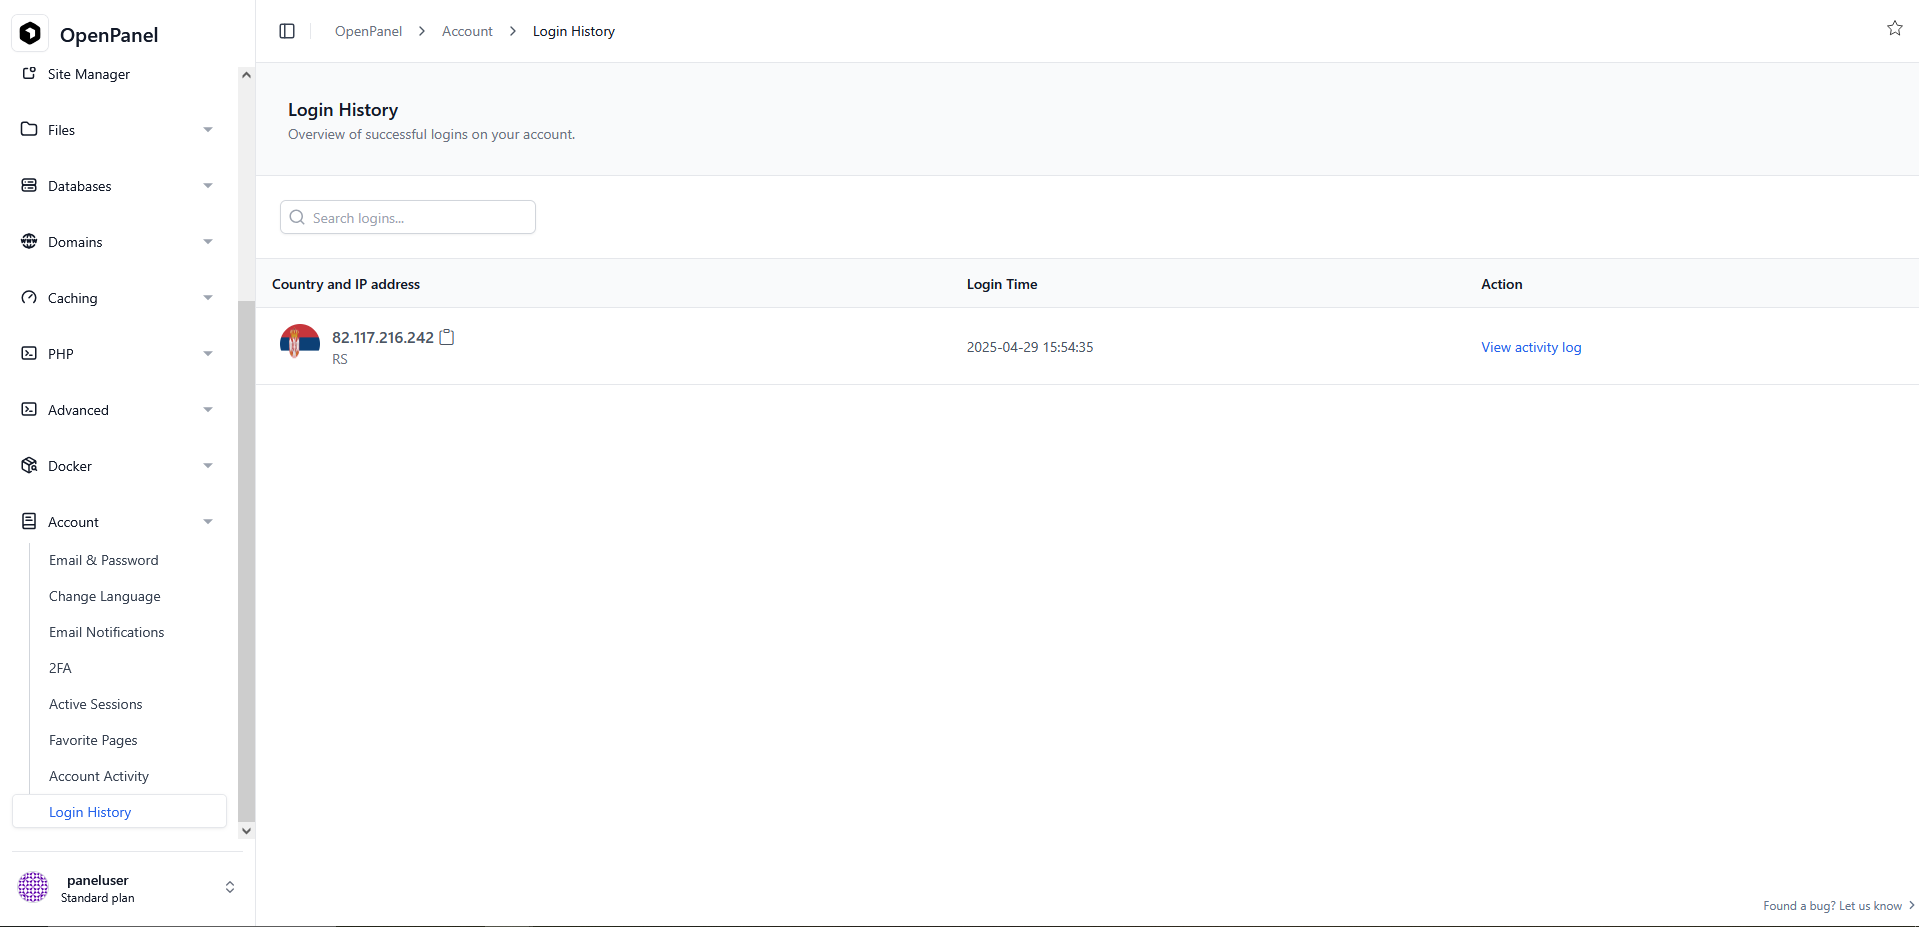 OpenPanel
Site Manager
Files
Databases
Domains
Caching
PHP
Advanced
Docker
Account
Email & Password
Change Language
Email Notifications
2FA
Active Sessions
Favorite Pages
Account Activity
Login History
paneluser
Standard plan
OpenPanel > Account > Login History
Login History
Overview of successful logins on your account.
Search logins...
Country and IP address Login Time Action
82.117.216.242
RS
2025-04-29 15:54:35
View activity log
Found a bug? Let us know >